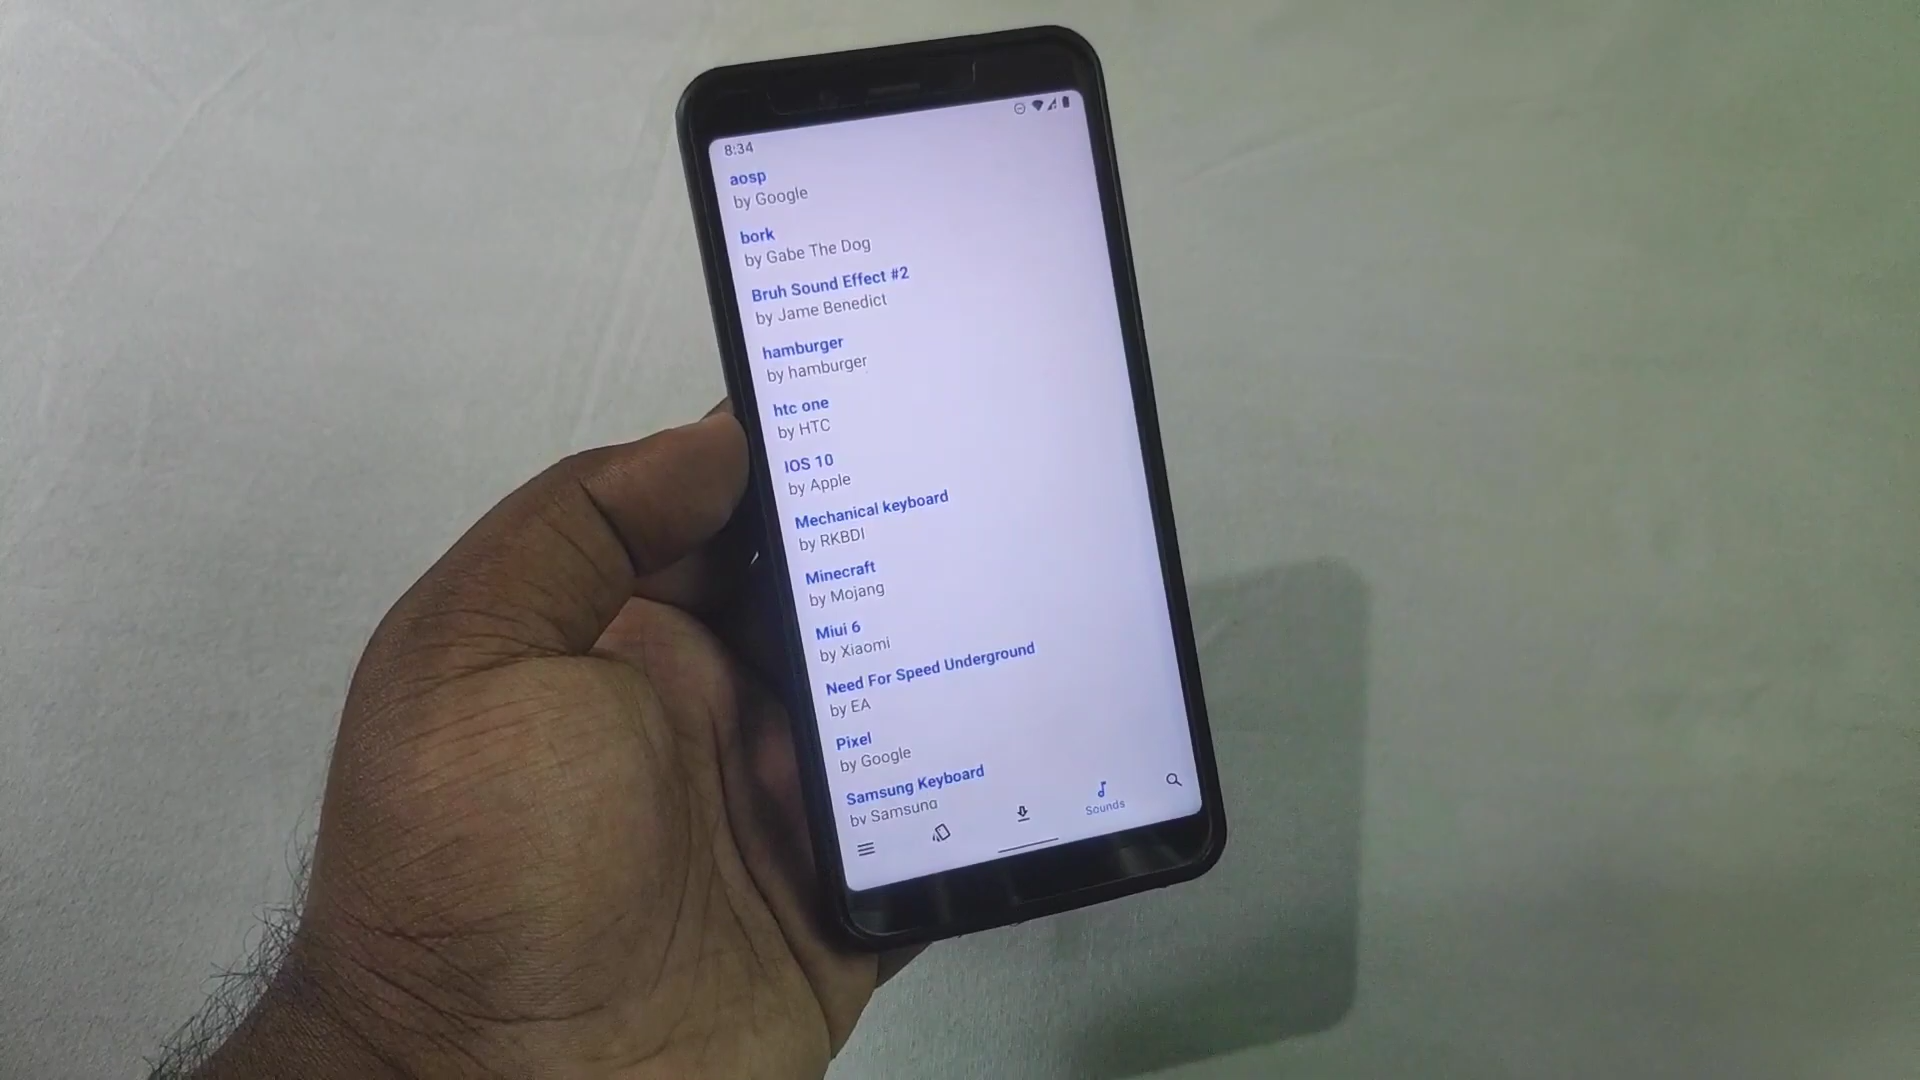 8:34
aosp
by Google
bork
by Gabe The Dog
Bruh Sound Effect #2
by Jame Benedict
hamburger
by hamburger
htc one
by HTC
IOS 10
by Apple
Mechanical keyboard
by RKBDI
Minecraft
by Mojang
Miui 6
by Xiaomi
Need For Speed Underground
by EA
Pixel
by Google
Samsung Keyboard
by Samsung
Sounds